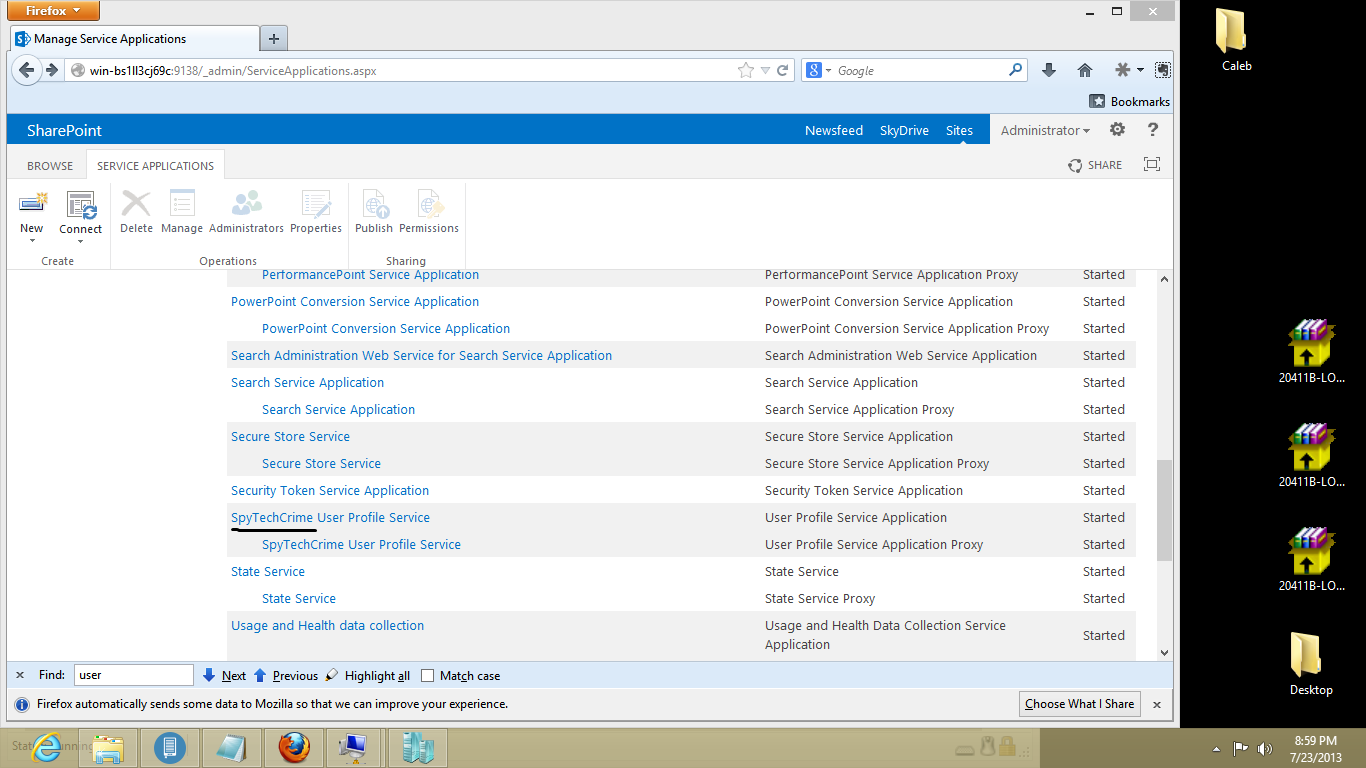 Firefox
Manage Service Applications
win-bs1ll3cj69c:9138/_admin/ServiceApplications.aspx
Google
Bookmarks
SharePoint Newsfeed SkyDrive Sites Administrator
BROWSE SERVICE APPLICATIONS SHARE
New Connect Delete Manage Administrators Properties Publish Permissions
Create Operations Sharing
PerformancePoint Service Application PerformancePoint Service Application Proxy Started
PowerPoint Conversion Service Application PowerPoint Conversion Service Application Started
PowerPoint Conversion Service Application PowerPoint Conversion Service Application Proxy Started
Search Administration Web Service for Search Service Application Search Administration Web Service Application Started
Search Service Application Search Service Application Started
Search Service Application Search Service Application Proxy Started
Secure Store Service Secure Store Service Application Started
Secure Store Service Secure Store Service Application Proxy Started
Security Token Service Application Security Token Service Application Started
SpyTechCrime User Profile Service User Profile Service Application Started
SpyTechCrime User Profile Service User Profile Service Application Proxy Started
State Service State Service Started
State Service State Service Proxy Started
Usage and Health data collection Usage and Health Data Collection Service
Application Started
Find: user Next Previous Highlight all Match case
Firefox automatically sends some data to Mozilla so that we can improve your experience. Choose What I Share
Caleb
20411B-LO...
20411B-LO...
20411B-LO...
Desktop
8:59 PM
7/23/2013